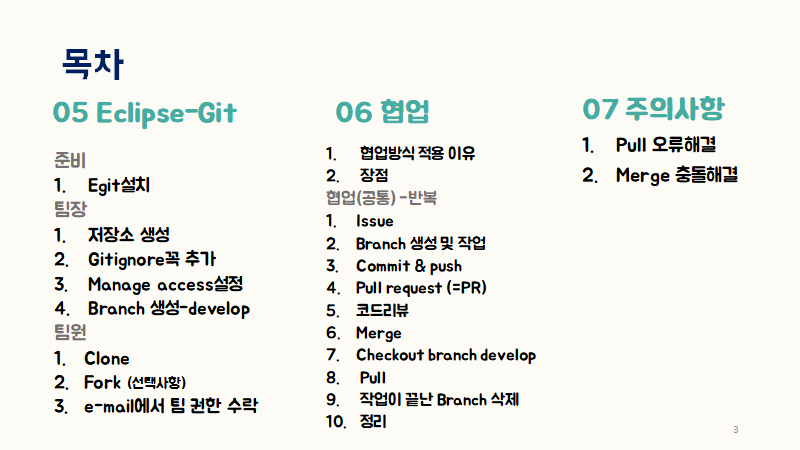 목차
05 Eclipse-Git
준비
1. Egit설치
팀장
1. 저장소 생성
2. Gitignore꼭 추가
3. Manage access설정
4. Branch 생성-develop
팀원
1. Clone
2. Fork (선택사항)
3. e-mail에서 팀 권한 수락
06 협업
1. 협업방식 적용 이유
2. 장점
협업(공통) -반복
1. Issue
2. Branch 생성 및 작업
3. Commit & push
4. Pull request (=PR)
5. 코드리뷰
6. Merge
7. Checkout branch develop
8. Pull
9. 작업이 끝난 Branch 삭제
10. 정리
07 주의사항
1. Pull 오류해결
2. Merge 충돌해결
3